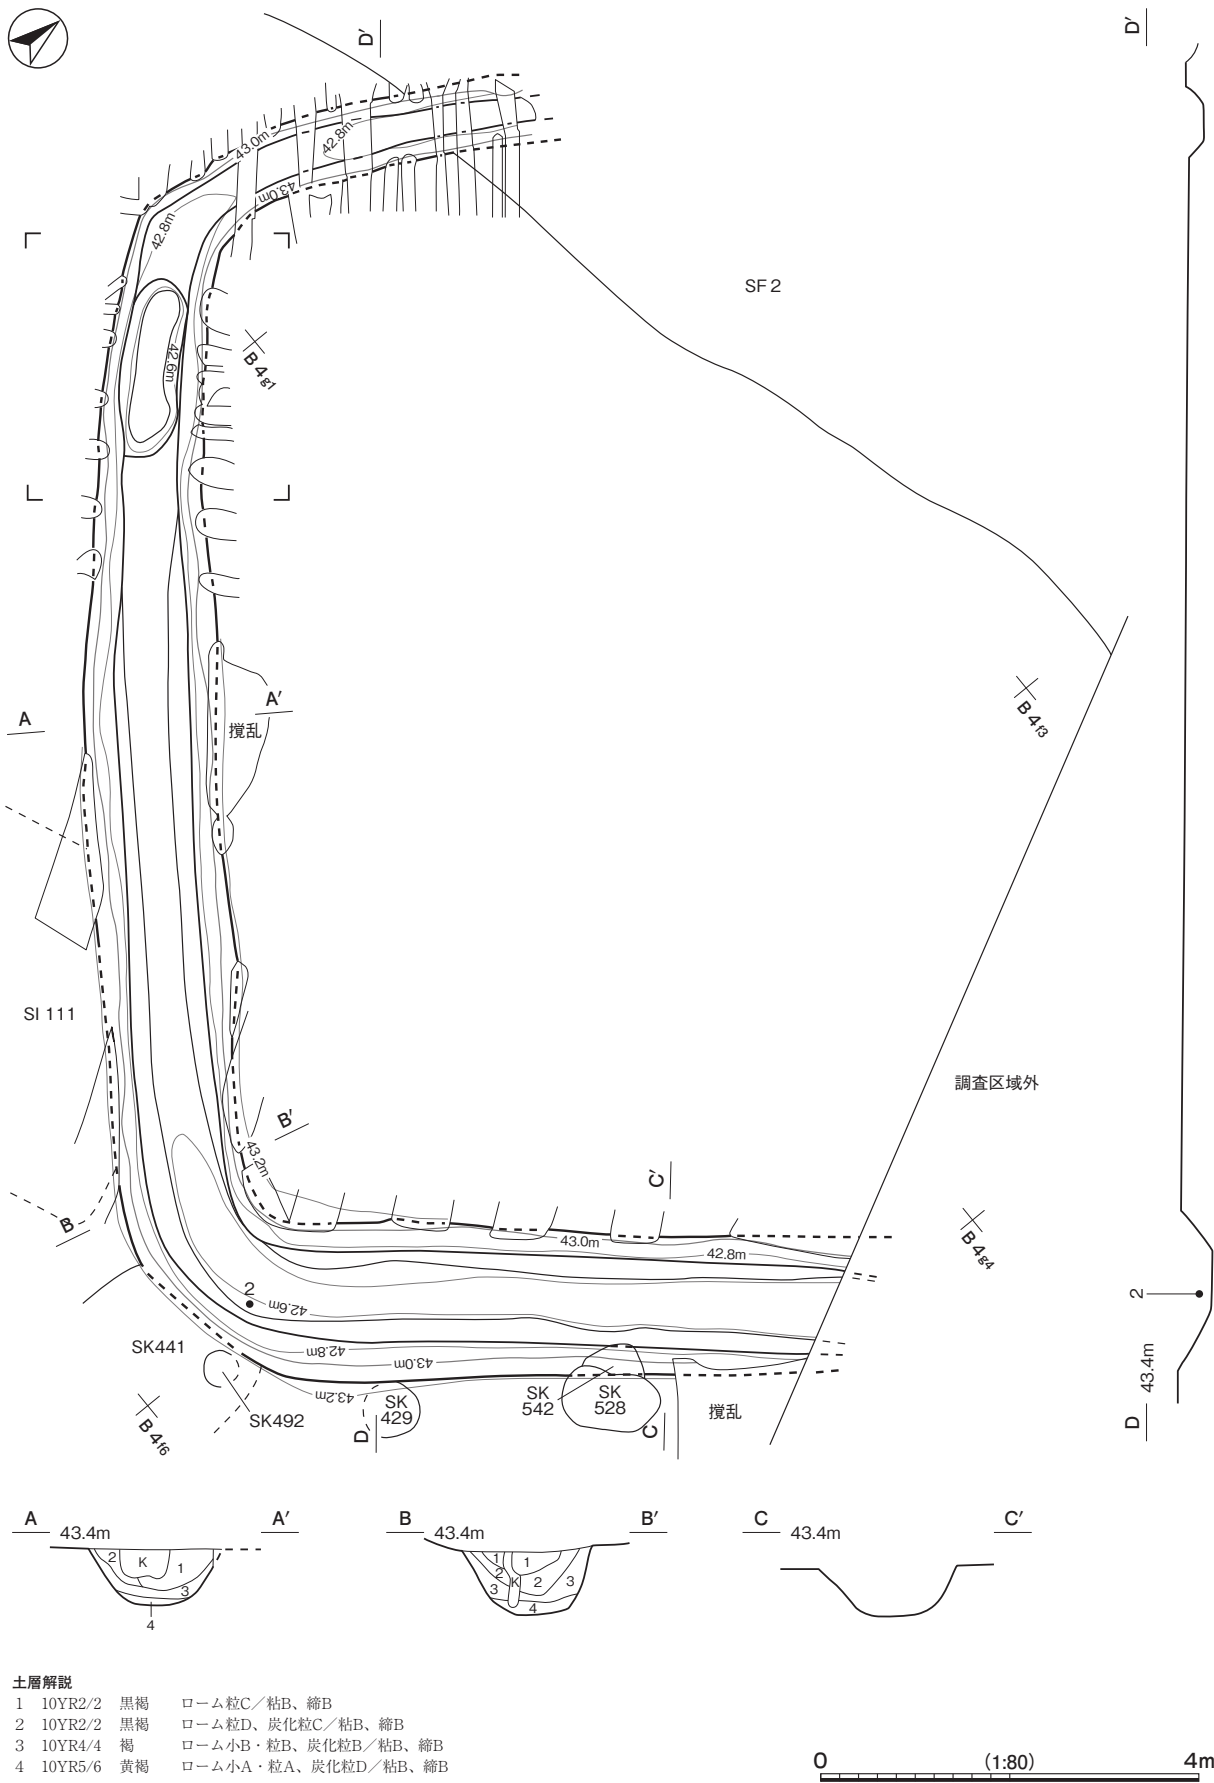 D′
D′
43.0m
42.8m
43.0m
42.8m
SF 2
42.6m
B 4g1
A
A′
撹乱
B 4f3
SI 111
調査区域外
B′
43.2m
C′
B
43.0m
42.8m
B 4g4
2
42.6m
2
SK441
42.8m
43.0m
43.4m
43.2m
SK492
SK
429
SK
542
SK
528
撹乱
B 4f6
D
C
D
A
43.4m
A′
B
43.4m
B′
C
43.4m
C′
2
K
1
3
4
1
1
2
K
2
3
3
4
土層解説
1 10YR2/2 黒褐 ローム粒C／粘B、締B
2 10YR2/2 黒褐 ローム粒D、炭化粒C／粘B、締B
3 10YR4/4 褐 ローム小B・粒B、炭化粒B／粘B、締B
4 10YR5/6 黄褐 ローム小A・粒A、炭化粒D／粘B、締B
0 (1:80) 4m